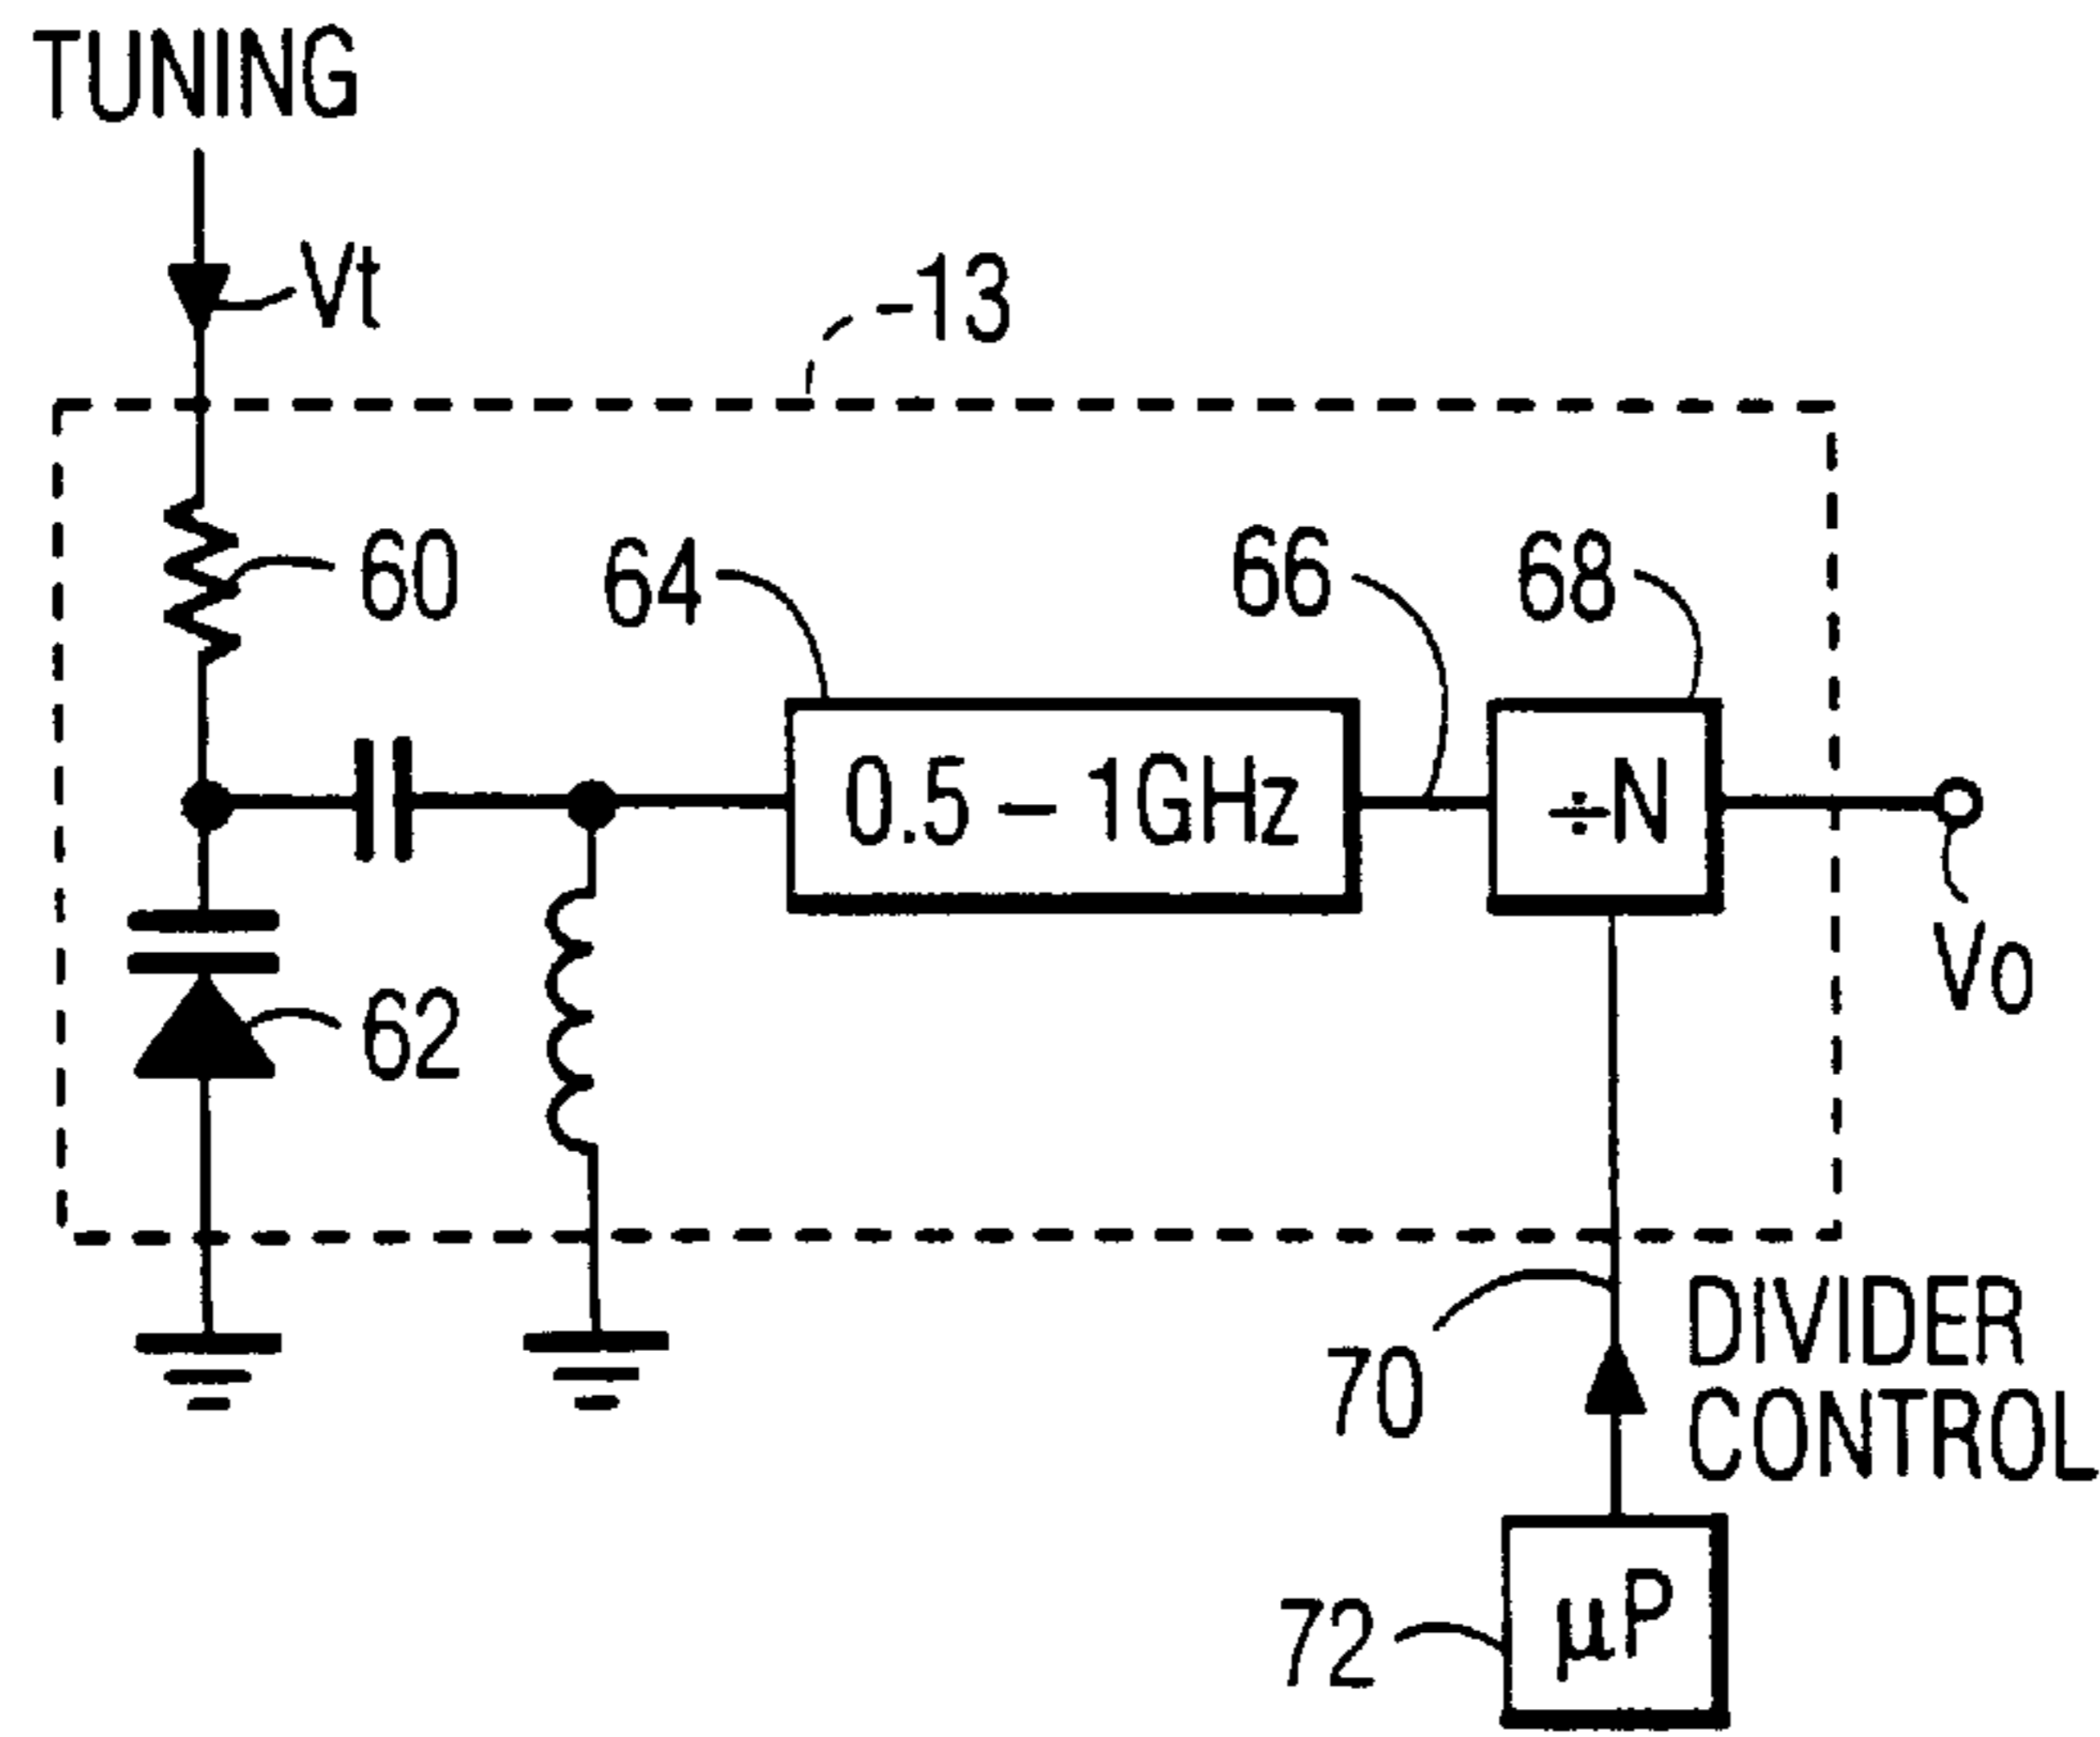 TUNING
Vt
-13
60
64
66
68
0.5 – 1GHz
÷N
62
Vo
70
DIVIDER
CONTROL
72
μP